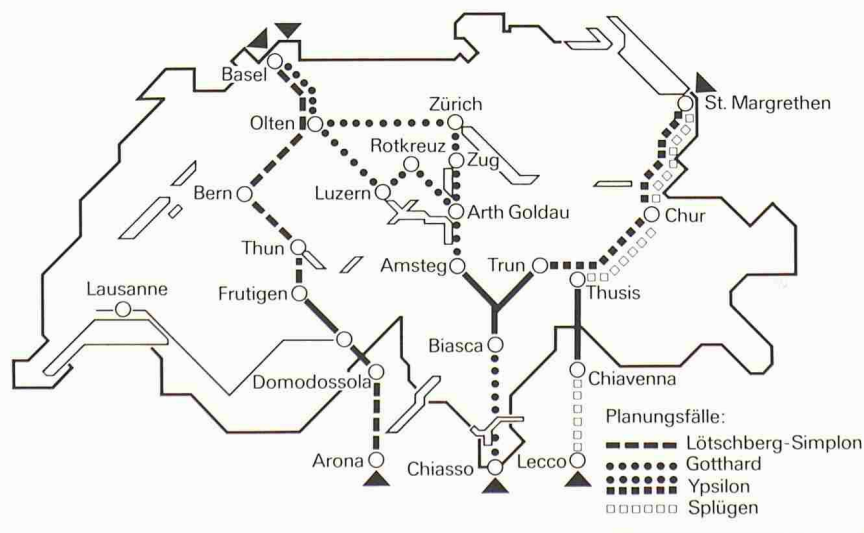 Basel
St. Margrethen
Zürich
Olten
Rotkreuz
Zug
Bern
Luzern
Arth Goldau
Chur
Thun
Amsteg
Trun
Lausanne
Frutigen
Thusis
Biasca
Domodossola
Chiavenna
Planungsfälle:
Lötschberg-Simplon
Arona
Chiasso
Lecco
Gotthard
Ypsilon
Splügen